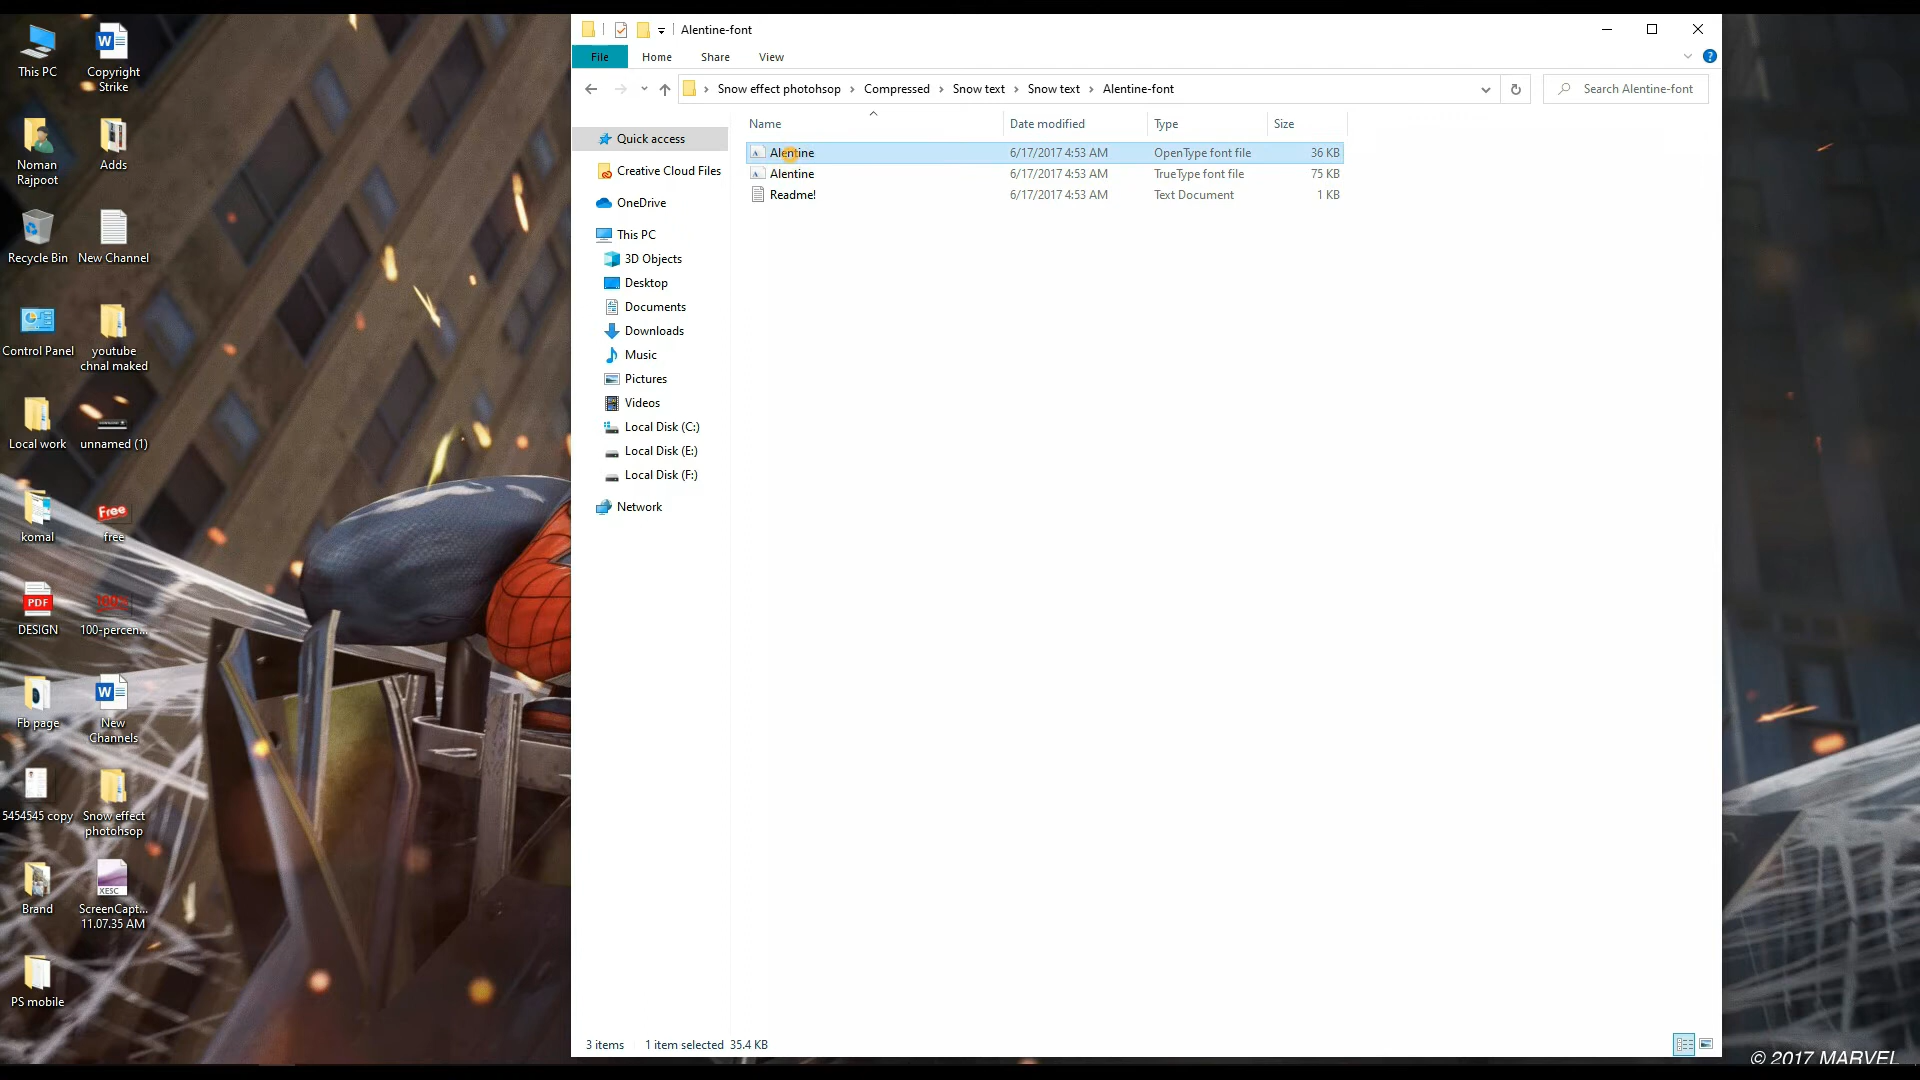 This PC
Copyright
Strike
Noman
Rajpoot
Adds
Recycle Bin
New Channel
Control Panel
youtube
chnal maked
Local work
unnamed (1)
komal
Free
free
PDF
DESIGN
100%
100-percen...
Fb page
New
Channels
5454545 copy
Snow effect
photohsop
Brand
XESC
ScreenCapt...
11.07.35 AM
PS mobile
Alentine-font
File Home Share View
Snow effect photohsop › Compressed › Snow text › Snow text › Alentine-font
Search Alentine-font
Quick access
Creative Cloud Files
OneDrive
This PC
3D Objects
Desktop
Documents
Downloads
Music
Pictures
Videos
Local Disk (C:)
Local Disk (E:)
Local Disk (F:)
Network
Name Date modified Type Size
Alentine 6/17/2017 4:53 AM OpenType font file 36 KB
Alentine 6/17/2017 4:53 AM TrueType font file 75 KB
Readme! 6/17/2017 4:53 AM Text Document 1 KB
3 items 1 item selected 35.4 KB
© 2017 MARVEL